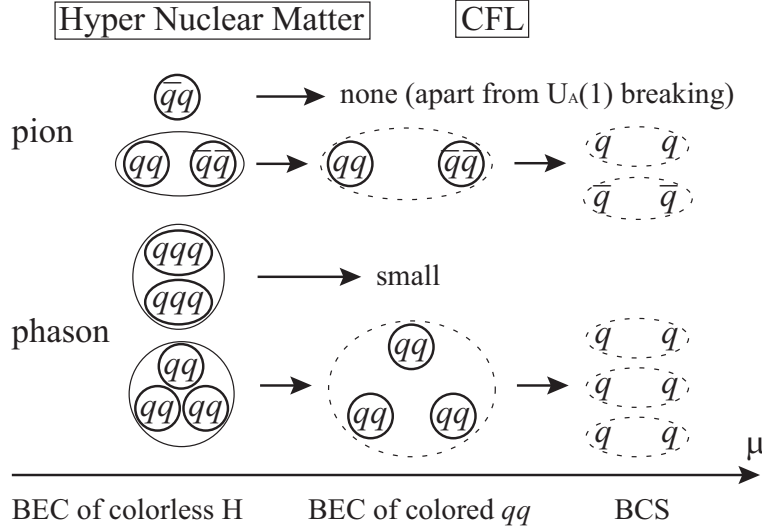 Hyper Nuclear Matter CFL
q̅q none (apart from U_A(1) breaking)
pion
qq q̅q̅ qq q̅q̅ q q
q̅ q̅
qqq
qqq small
phason
qq qq q q
qq qq qq qq q q
q q
μ
BEC of colorless H BEC of colored qq BCS